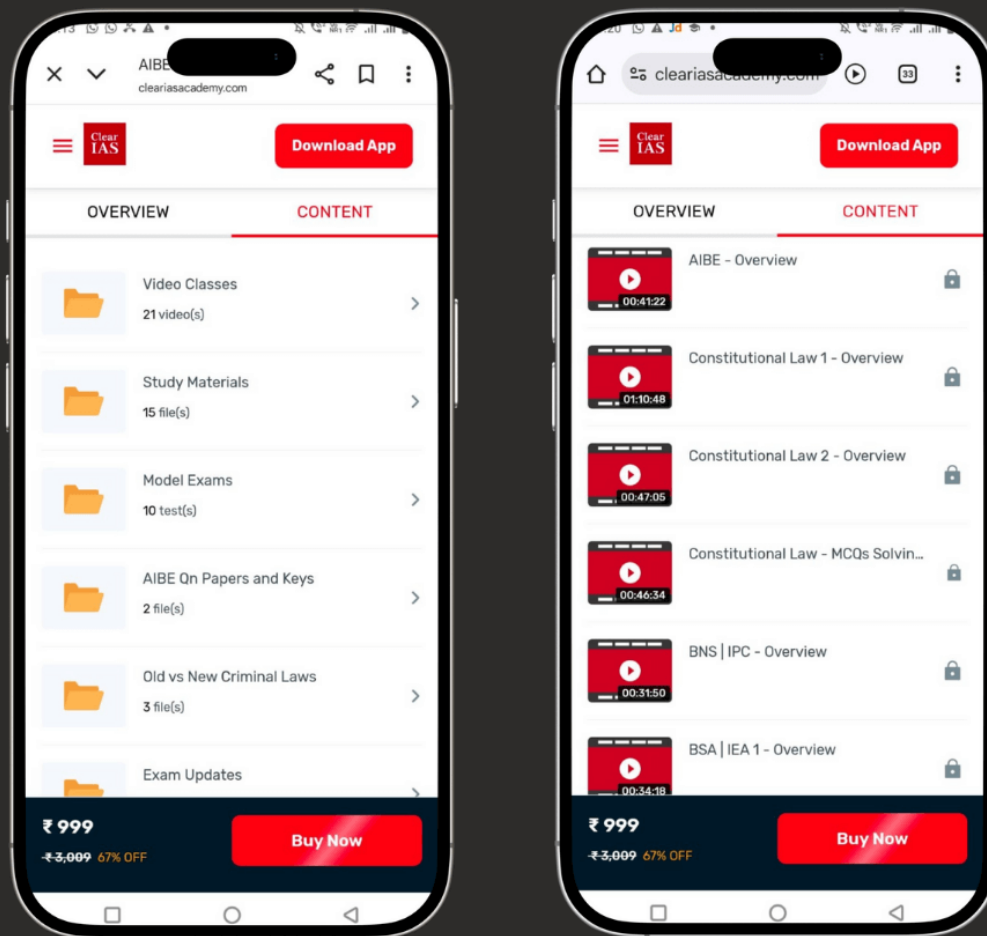 :13
AIBE
cleariasacademy.com
Clear
IAS
Download App
OVERVIEW
CONTENT
Video Classes
21 video(s)
Study Materials
15 file(s)
Model Exams
10 test(s)
AIBE Qn Papers and Keys
2 file(s)
Old vs New Criminal Laws
3 file(s)
Exam Updates
₹ 999
₹3,009 67% OFF
Buy Now
:20 Jd
cleariasacademy.com
33
Clear
IAS
Download App
OVERVIEW
CONTENT
AIBE - Overview
00:41:22
Constitutional Law 1 - Overview
01:10:48
Constitutional Law 2 - Overview
00:47:05
Constitutional Law - MCQs Solvin...
00:46:34
BNS | IPC - Overview
00:31:50
BSA | IEA 1 - Overview
00:34:18
₹ 999
₹3,009 67% OFF
Buy Now